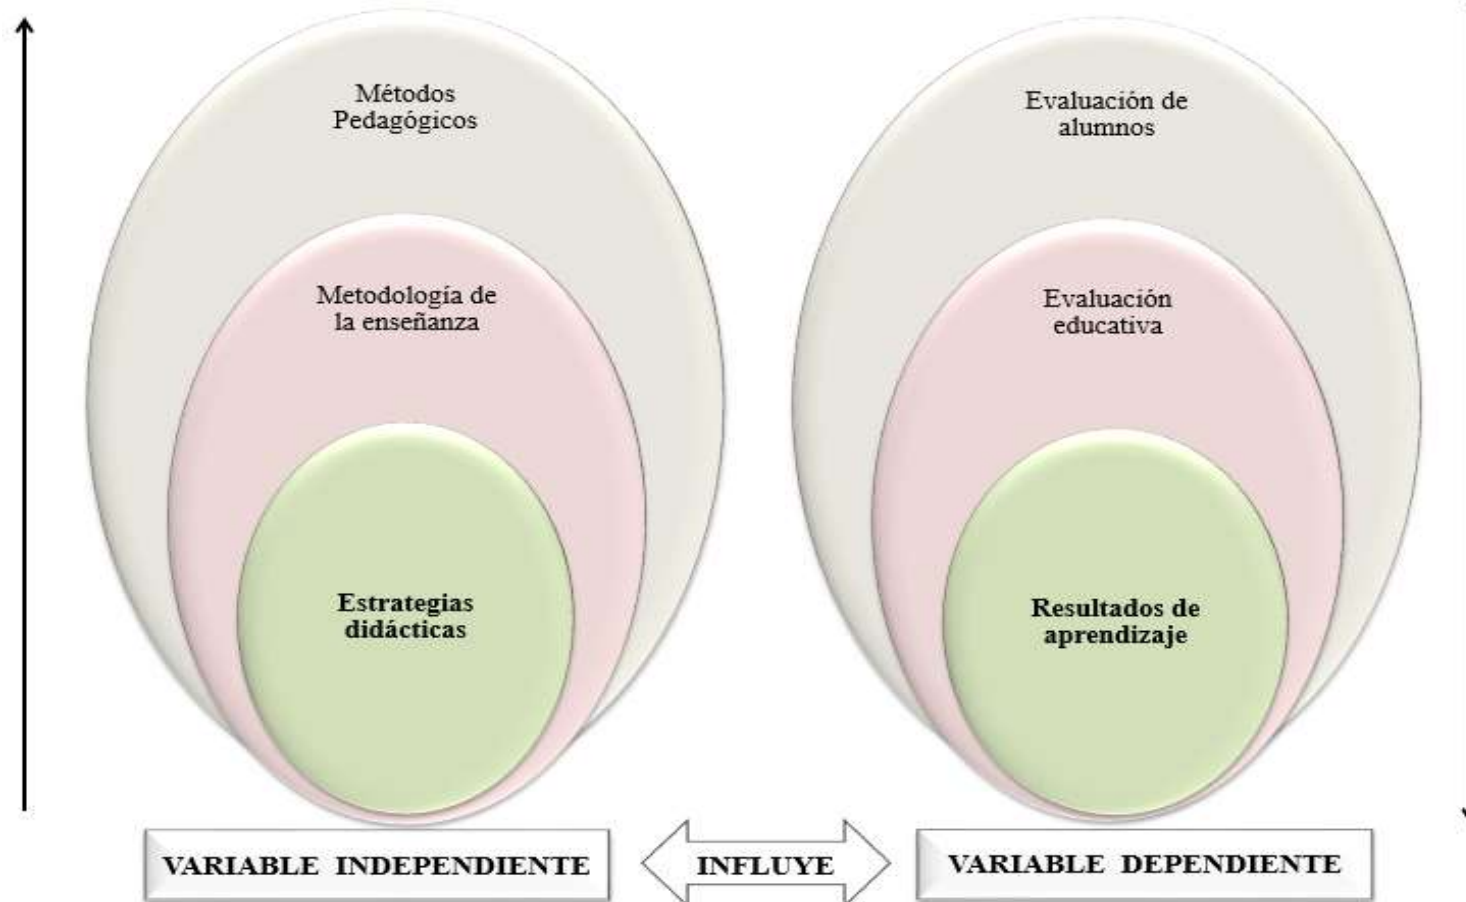 Métodos
Pedagógicos
Metodología de
la enseñanza
Estrategias
didácticas
VARIABLE INDEPENDIENTE
INFLUYE
Evaluación de
alumnos
Evaluación
educativa
Resultados de
aprendizaje
VARIABLE DEPENDIENTE